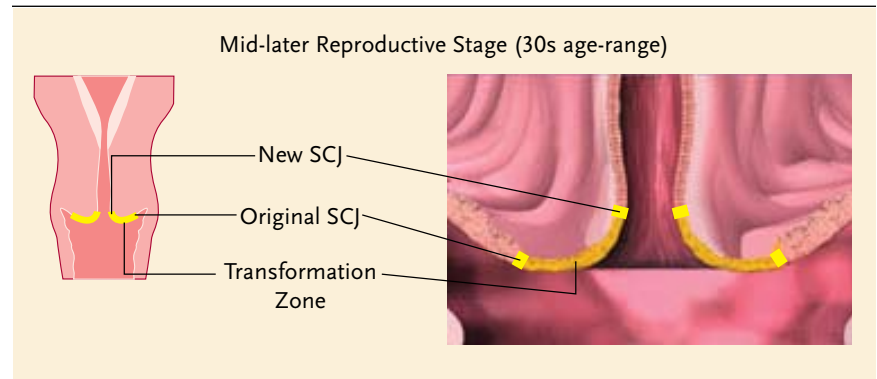 Mid-later Reproductive Stage (30s age-range)
New SCJ
Original SCJ
Transformation
Zone